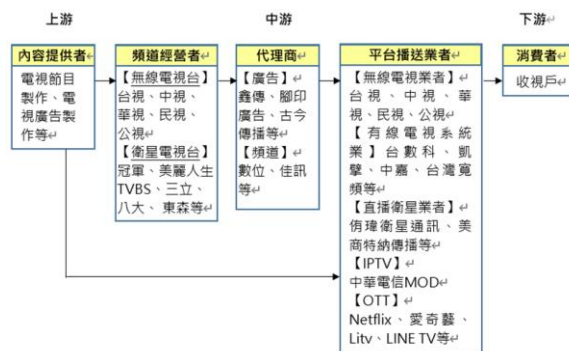 上游
中游
下游
內容提供者↵
電視節目
製作、電
視廣告製
作等↵
頻道經營者↵
【無線電視台】
台視、中視、
華視、民視、
公視↵
【衛星電視台】
冠軍、美麗人生
TVBS、三立、
八大、東森等↵
代理商↵
【廣告】↵
鑫傳、腳印
廣告、古今
傳播等↵
【頻道】↵
數位、佳訊
等↵
平台播送業者↵
【無線電視業者】↵
台視、中視、華
視、民視、公視↵
【有線電視系統
業】台數科、凱
擘、中嘉、台灣寬
頻等↵
【直播衛星業者】↵
侑瑋衛星通訊、美
商特納傳播等↵
【IPTV】↵
中華電信MOD↵
【OTT】↵
Netflix、愛奇藝、
Litv、LINE TV等↵
消費者↵
收視戶↵